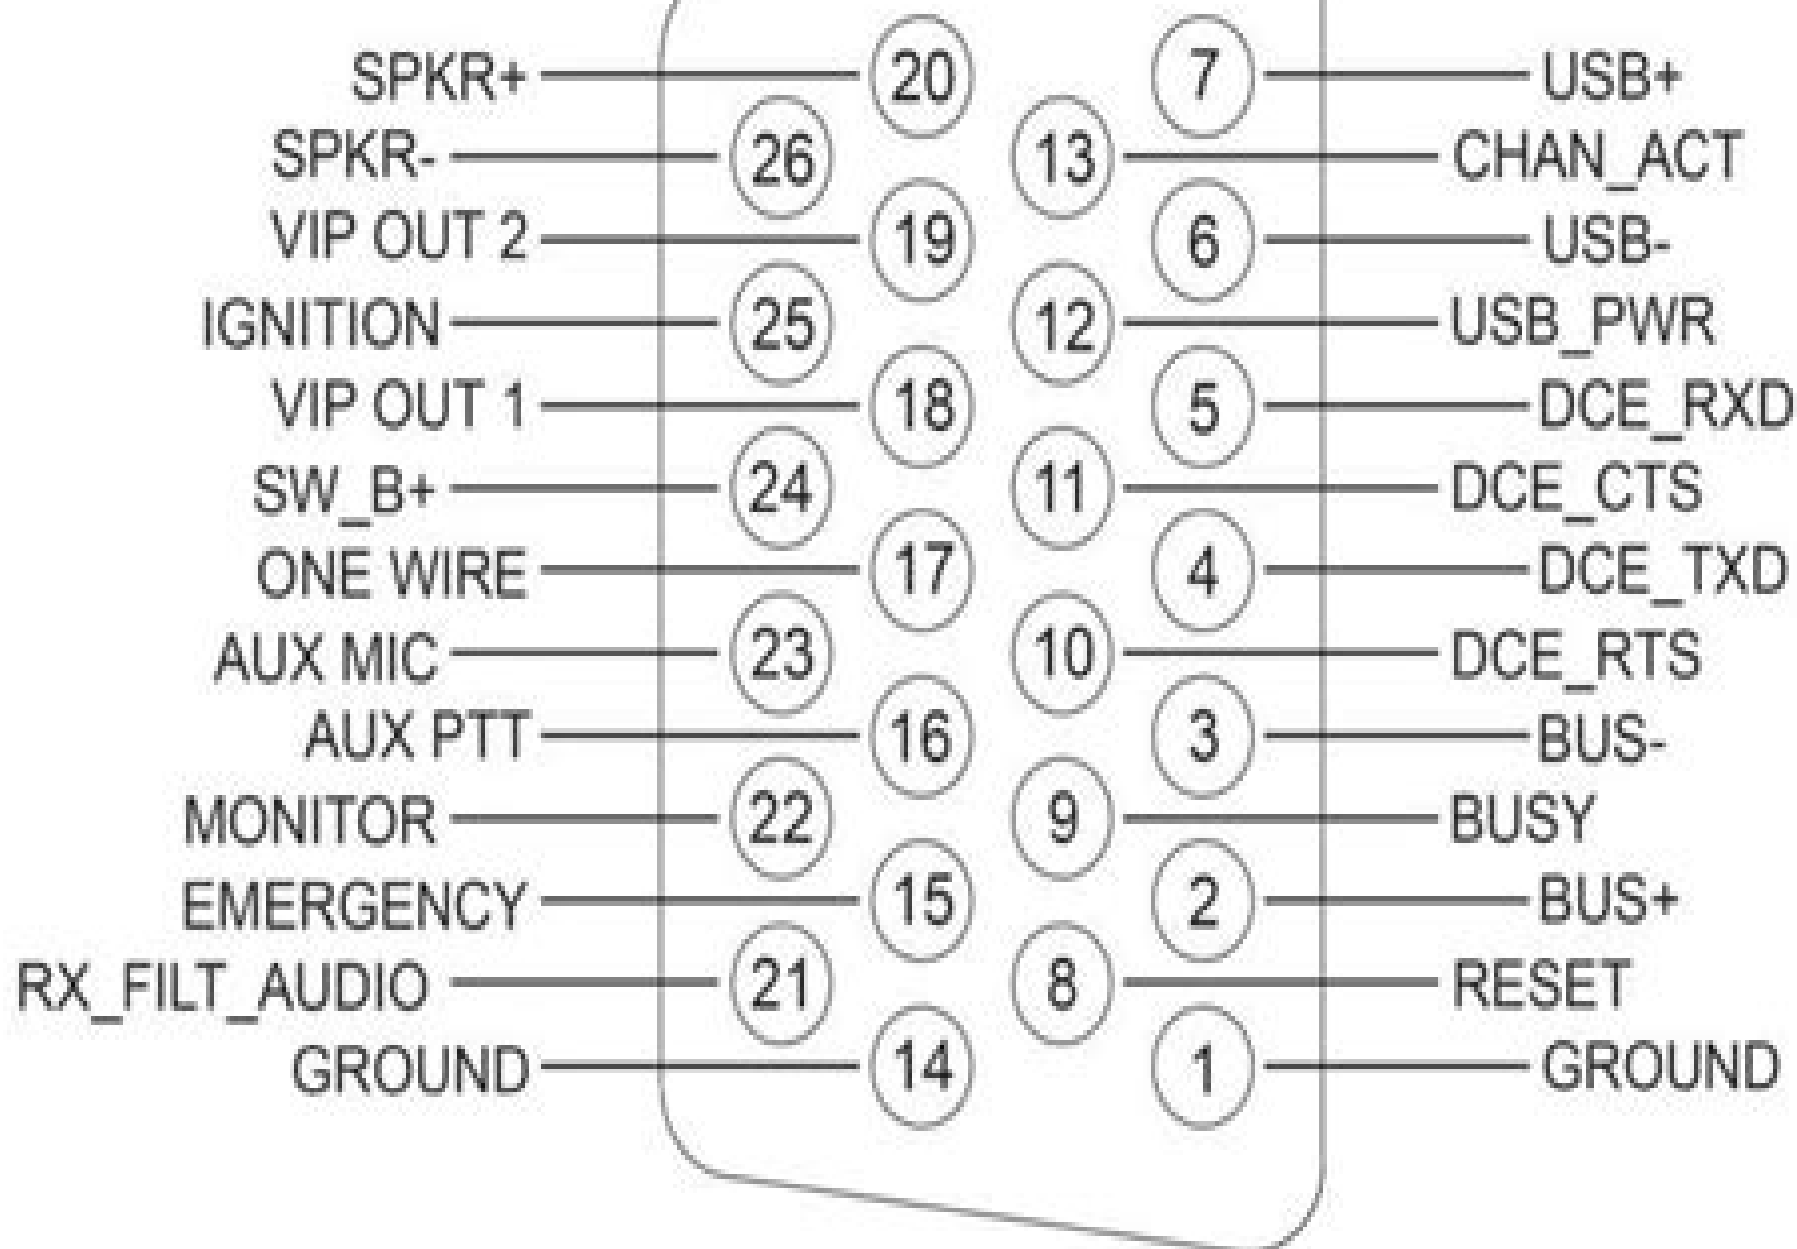 SPKR+ 20 7 USB+
SPKR- 26 13 CHAN_ACT
VIP OUT 2 19 6 USB-
IGNITION 25 12 USB_PWR
VIP OUT 1 18 5 DCE_RXD
SW_B+ 24 11 DCE_CTS
ONE WIRE 17 4 DCE_TXD
AUX MIC 23 10 DCE_RTS
AUX PTT 16 3 BUS-
MONITOR 22 9 BUSY
EMERGENCY 15 2 BUS+
RX_FILT_AUDIO 21 8 RESET
GROUND 14 1 GROUND